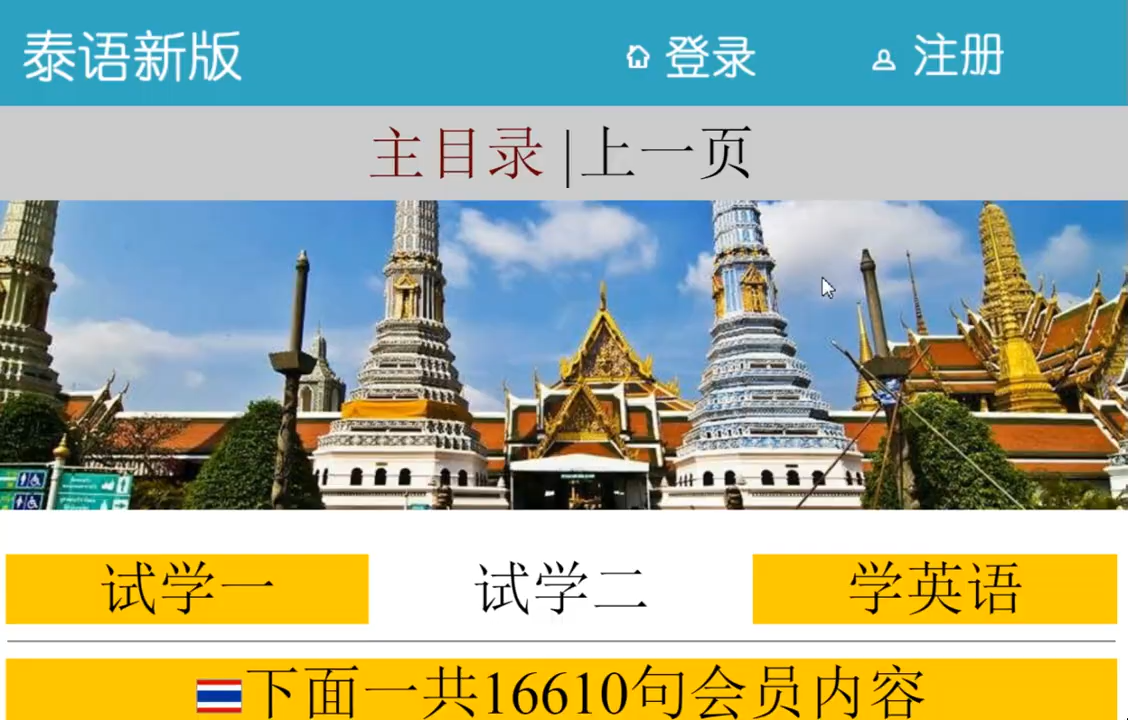 泰语新版 登录 注册
主目录|上一页
试学一 试学二 学英语
下面一共16610句会员内容